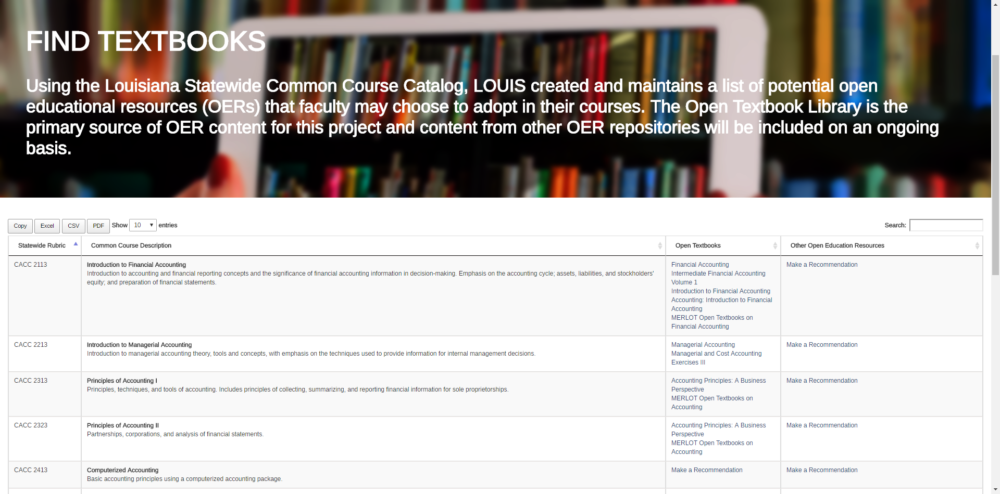 FIND TEXTBOOKS
Using the Louisiana Statewide Common Course Catalog, LOUIS created and maintains a list of potential open
educational resources (OERs) that faculty may choose to adopt in their courses. The Open Textbook Library is the
primary source of OER content for this project and content from other OER repositories will be included on an ongoing
basis.
Copy Excel CSV PDF Show 10 entries Search:
Statewide Rubric Common Course Description Open Textbooks Other Open Education Resources
CACC 2113 Introduction to Financial Accounting Financial Accounting Make a Recommendation
Introduction to accounting and financial reporting concepts and the significance of financial accounting information in decision-making. Emphasis on the accounting cycle; assets, liabilities, and stockholders' Intermediate Financial Accounting
equity; and preparation of financial statements. Volume 1
Introduction to Financial Accounting
Accounting: Introduction to Financial
Accounting
MERLOT Open Textbooks on
Financial Accounting
CACC 2213 Introduction to Managerial Accounting Managerial Accounting Make a Recommendation
Introduction to managerial accounting theory, tools and concepts, with emphasis on the techniques used to provide information for internal management decisions. Managerial and Cost Accounting
Exercises III
CACC 2313 Principles of Accounting I Accounting Principles: A Business Make a Recommendation
Principles, techniques, and tools of accounting. Includes principles of collecting, summarizing, and reporting financial information for sole proprietorships. Perspective
MERLOT Open Textbooks on
Accounting
CACC 2323 Principles of Accounting II Accounting Principles: A Business Make a Recommendation
Partnerships, corporations, and analysis of financial statements. Perspective
MERLOT Open Textbooks on
Accounting
CACC 2413 Computerized Accounting Make a Recommendation Make a Recommendation
Basic accounting principles using a computerized accounting package.